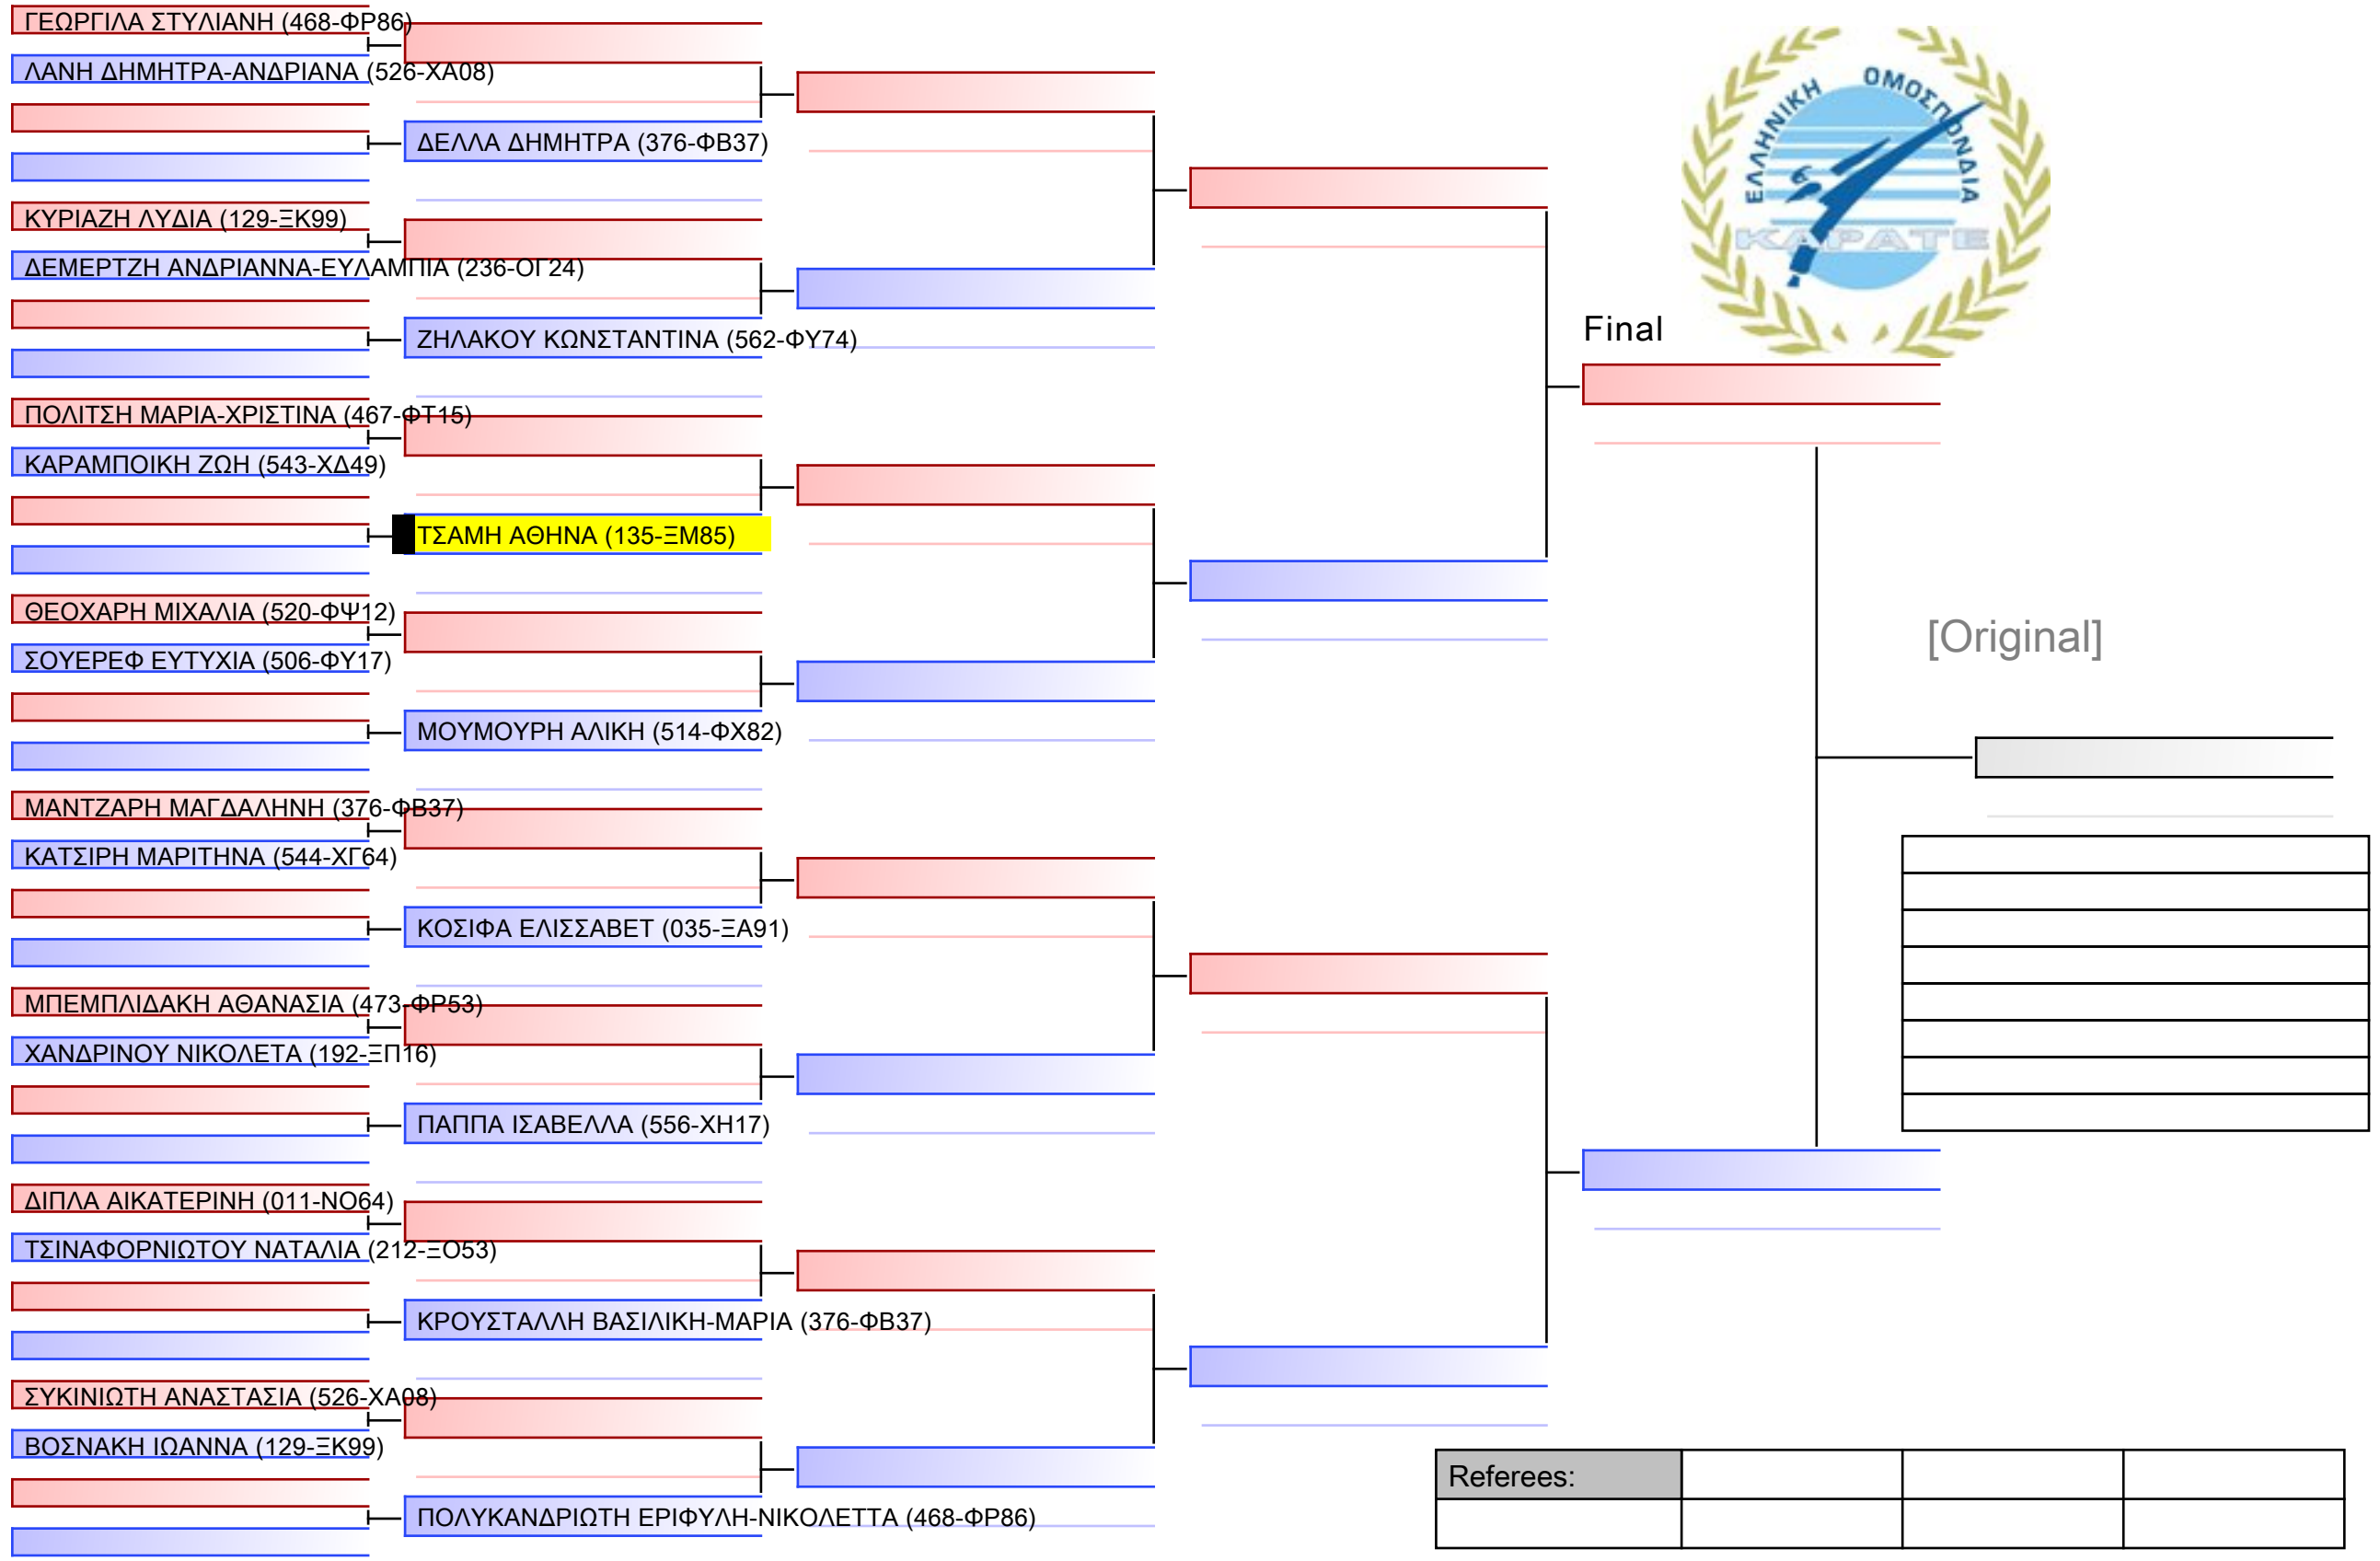 ΓΕΩΡΓΙΛΑ ΣΤΥΛΙΑΝΗ (468-ΦΡ86)
ΛΑΝΗ ΔΗΜΗΤΡΑ-ΑΝΔΡΙΑΝΑ (526-ΧΑ08)
ΔΕΛΛΑ ΔΗΜΗΤΡΑ (376-ΦΒ37)
ΚΥΡΙΑΖΗ ΛΥΔΙΑ (129-ΞΚ99)
ΔΕΜΕΡΤΖΗ ΑΝΔΡΙΑΝΝΑ-ΕΥΛΑΜΠΙΑ (236-ΟΓ24)
ΖΗΛΑΚΟΥ ΚΩΝΣΤΑΝΤΙΝΑ (562-ΦΥ74)
ΠΟΛΙΤΣΗ ΜΑΡΙΑ-ΧΡΙΣΤΙΝΑ (467-ΦΤ15)
ΚΑΡΑΜΠΟΙΚΗ ΖΩΗ (543-ΧΔ49)
ΤΣΑΜΗ ΑΘΗΝΑ (135-ΞΜ85)
ΘΕΟΧΑΡΗ ΜΙΧΑΛΙΑ (520-ΦΨ12)
ΣΟΥΕΡΕΦ ΕΥΤΥΧΙΑ (506-ΦΥ17)
ΜΟΥΜΟΥΡΗ ΑΛΙΚΗ (514-ΦΧ82)
ΜΑΝΤΖΑΡΗ ΜΑΓΔΑΛΗΝΗ (376-ΦΒ37)
ΚΑΤΣΙΡΗ ΜΑΡΙΤΗΝΑ (544-ΧΓ64)
ΚΟΣΙΦΑ ΕΛΙΣΣΑΒΕΤ (035-ΞΑ91)
ΜΠΕΜΠΛΙΔΑΚΗ ΑΘΑΝΑΣΙΑ (473-ΦΡ53)
ΧΑΝΔΡΙΝΟΥ ΝΙΚΟΛΕΤΑ (192-ΞΠ16)
ΠΑΠΠΑ ΙΣΑΒΕΛΛΑ (556-ΧΗ17)
ΔΙΠΛΑ ΑΙΚΑΤΕΡΙΝΗ (011-ΝΟ64)
ΤΣΙΝΑΦΟΡΝΙΩΤΟΥ ΝΑΤΑΛΙΑ (212-ΞΟ53)
ΚΡΟΥΣΤΑΛΛΗ ΒΑΣΙΛΙΚΗ-ΜΑΡΙΑ (376-ΦΒ37)
ΣΥΚΙΝΙΩΤΗ ΑΝΑΣΤΑΣΙΑ (526-ΧΑ08)
ΒΟΣΝΑΚΗ ΙΩΑΝΝΑ (129-ΞΚ99)
ΠΟΛΥΚΑΝΔΡΙΩΤΗ ΕΡΙΦΥΛΗ-ΝΙΚΟΛΕΤΤΑ (468-ΦΡ86)
ΕΛΛΗΝΙΚΗ ΟΜΟΣΠΟΝΔΙΑ
ΚΑΡΑΤΕ
Final
[Original]
Referees: